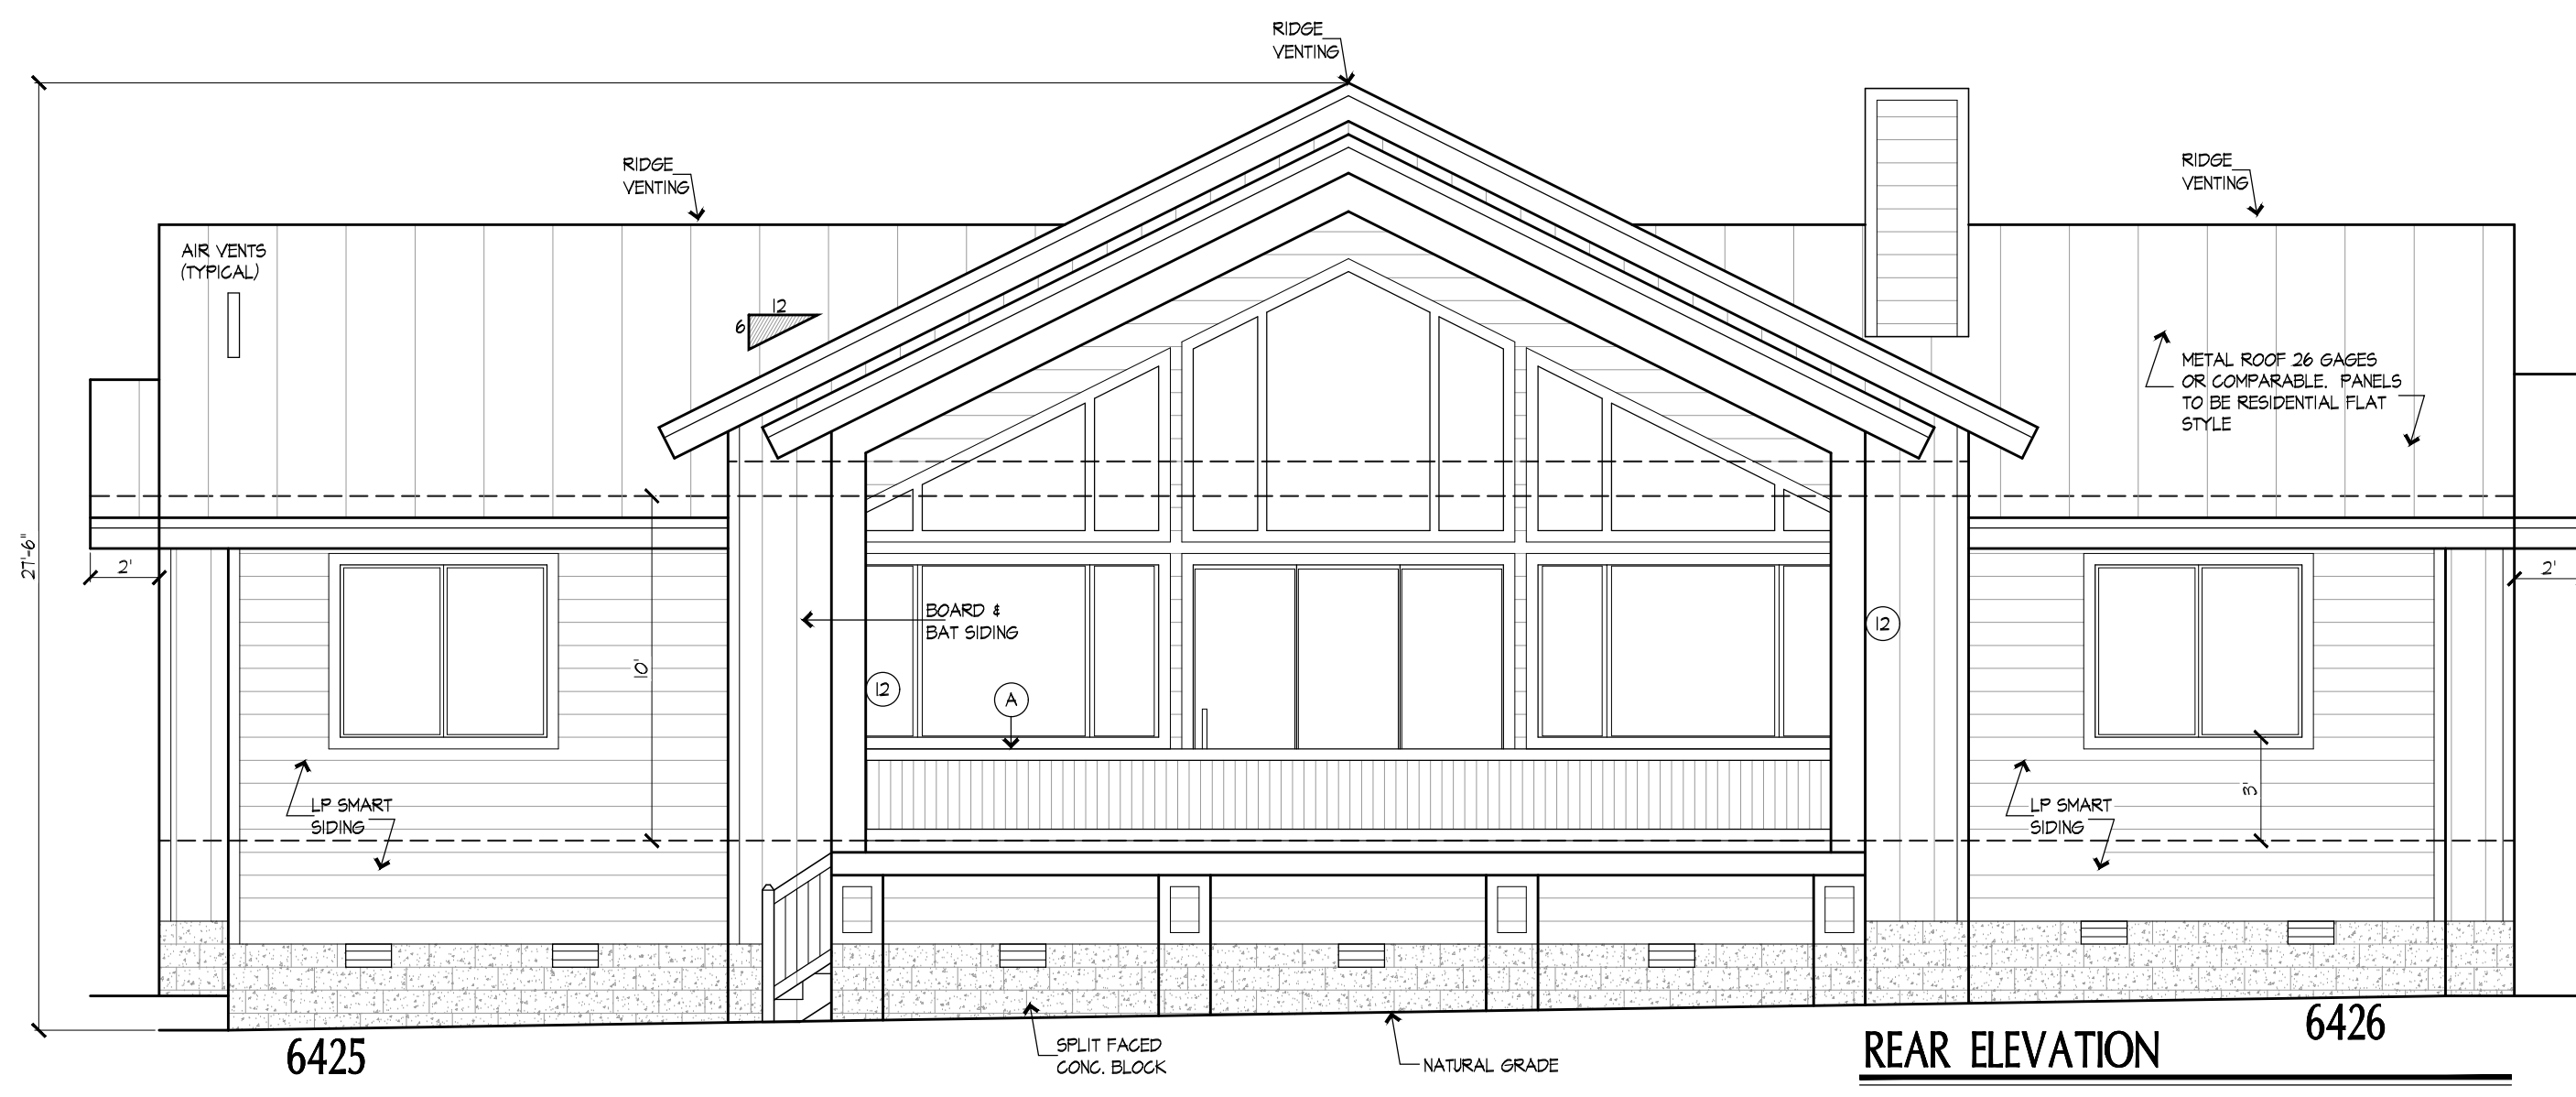 RIDGE
VENTING
RIDGE
VENTING
RIDGE
VENTING
AIR VENTS
(TYPICAL)
12
6
METAL ROOF 26 GAGES
OR COMPARABLE. PANELS
TO BE RESIDENTIAL FLAT
STYLE
27'-6"
2'
2'
10'
BOARD &
BAT SIDING
12
12
A
3'
LP SMART
SIDING
LP SMART
SIDING
6425
SPLIT FACED
CONC. BLOCK
NATURAL GRADE
6426
REAR ELEVATION